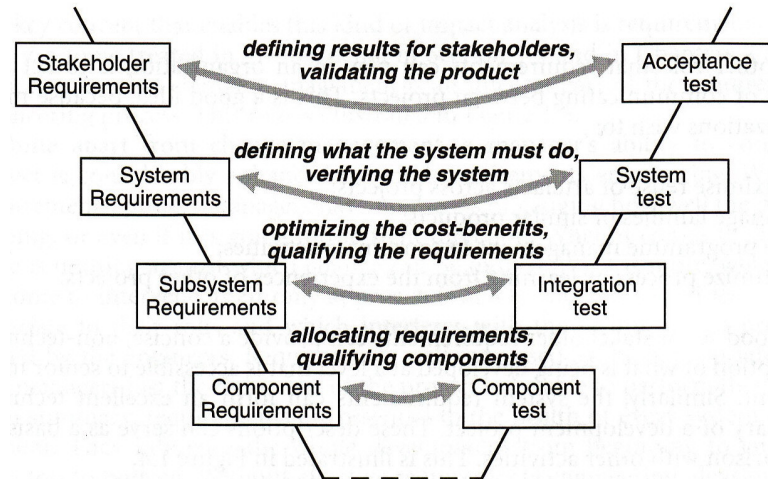 defining results for stakeholders,
validating the product
Stakeholder
Requirements
Acceptance
test
defining what the system must do,
verifying the system
System
Requirements
System
test
optimizing the cost-benefits,
qualifying the requirements
Subsystem
Requirements
Integration
test
allocating requirements,
qualifying components
Component
Requirements
Component
test